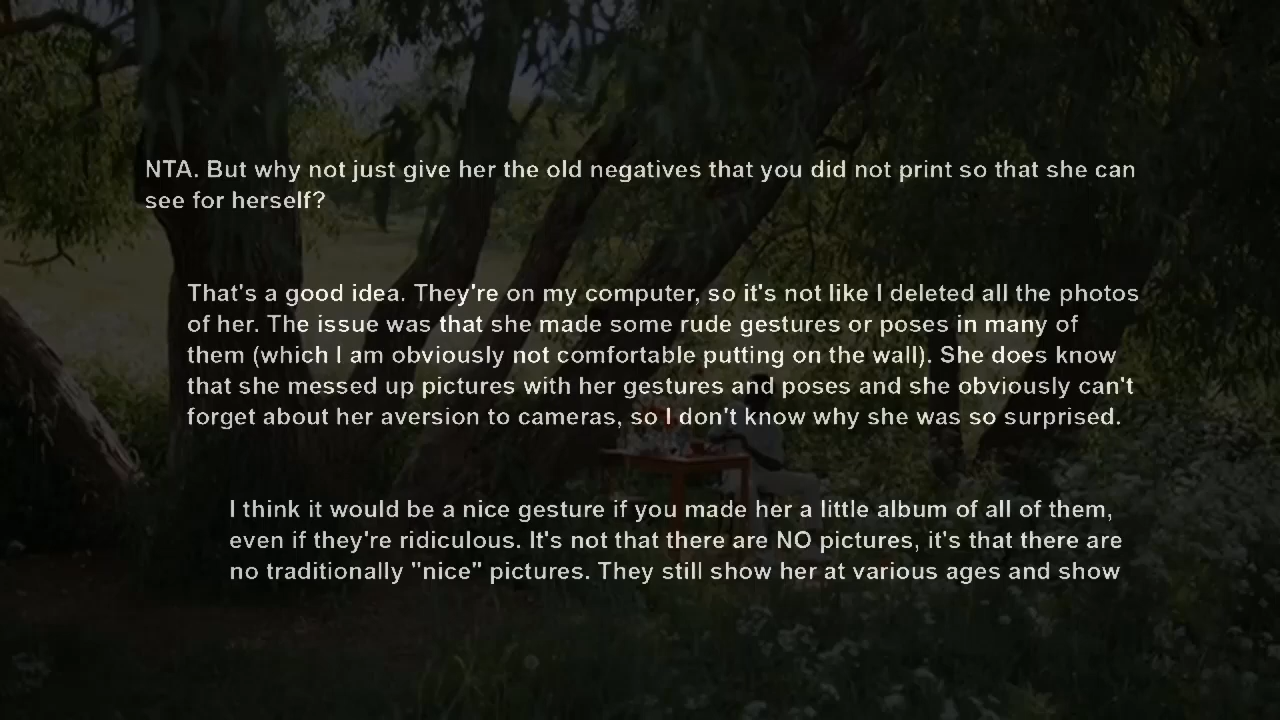 NTA. But why not just give her the old negatives that you did not print so that she can
see for herself?
That's a good idea. They're on my computer, so it's not like I deleted all the photos
of her. The issue was that she made some rude gestures or poses in many of
them (which I am obviously not comfortable putting on the wall). She does know
that she messed up pictures with her gestures and poses and she obviously can't
forget about her aversion to cameras, so I don't know why she was so surprised.
I think it would be a nice gesture if you made her a little album of all of them,
even if they're ridiculous. It's not that there are NO pictures, it's that there are
no traditionally "nice" pictures. They still show her at various ages and show